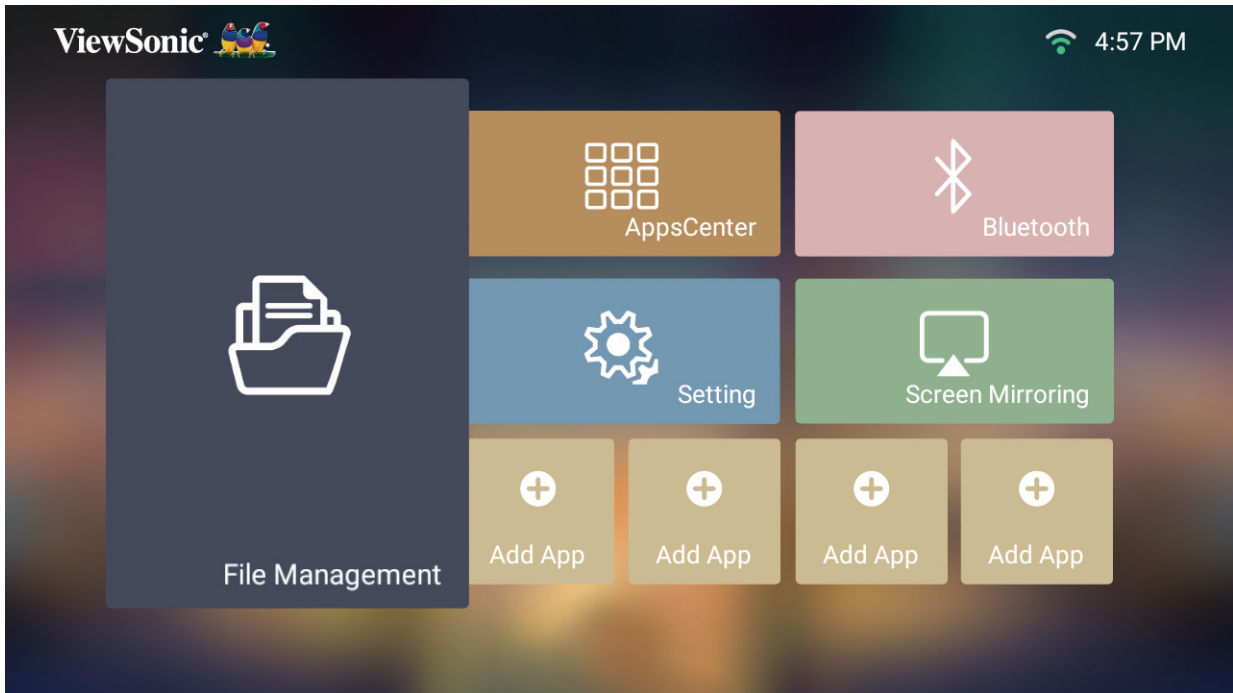 ViewSonic®
4:57 PM
AppsCenter
Bluetooth
Setting
Screen Mirroring
Add App
Add App
Add App
Add App
File Management